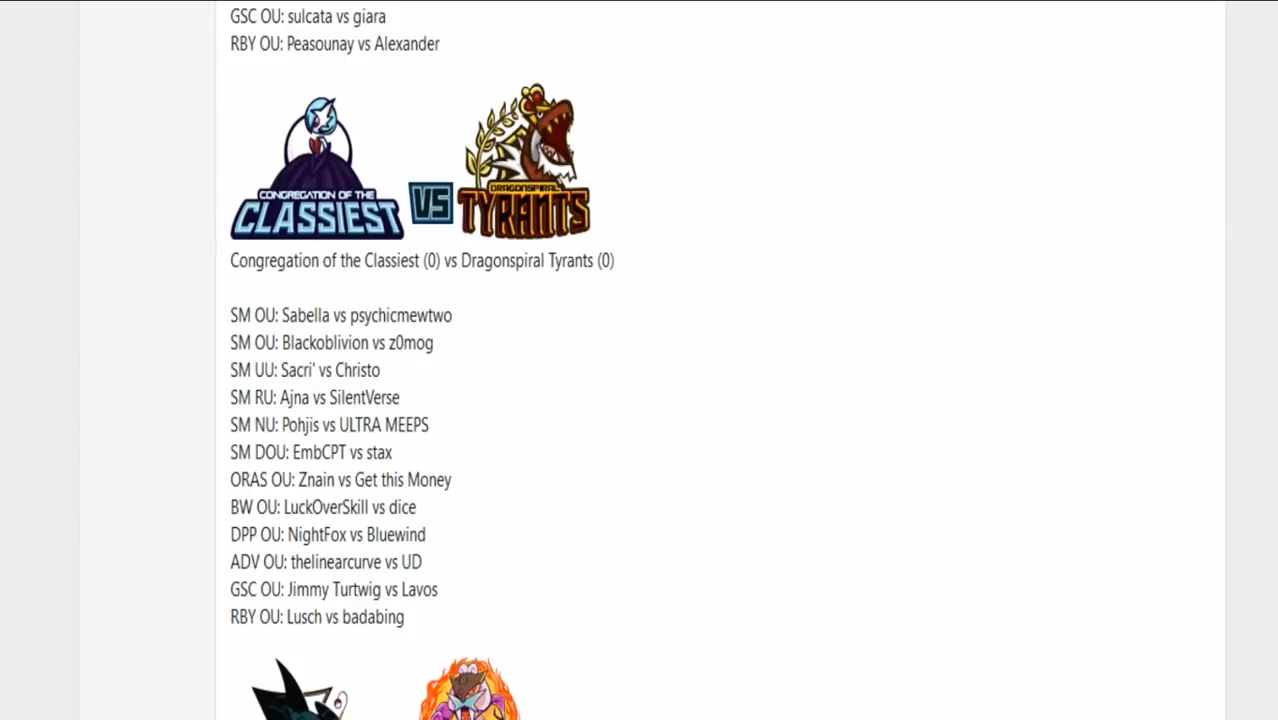 GSC OU: sulcata vs giara
RBY OU: Peasounay vs Alexander
CONGREGATION OF THE
CLASSIEST
VS
DRAGONSPIRAL
TYRANTS
Congregation of the Classiest (0) vs Dragonspiral Tyrants (0)
SM OU: Sabella vs psychicmewtwo
SM OU: Blackoblivion vs z0mog
SM UU: Sacri' vs Christo
SM RU: Ajna vs SilentVerse
SM NU: Pohjis vs ULTRA MEEPS
SM DOU: EmbCPT vs stax
ORAS OU: Znain vs Get this Money
BW OU: LuckOverSkill vs dice
DPP OU: NightFox vs Bluewind
ADV OU: thelinearcurve vs UD
GSC OU: Jimmy Turtwig vs Lavos
RBY OU: Lusch vs badabing